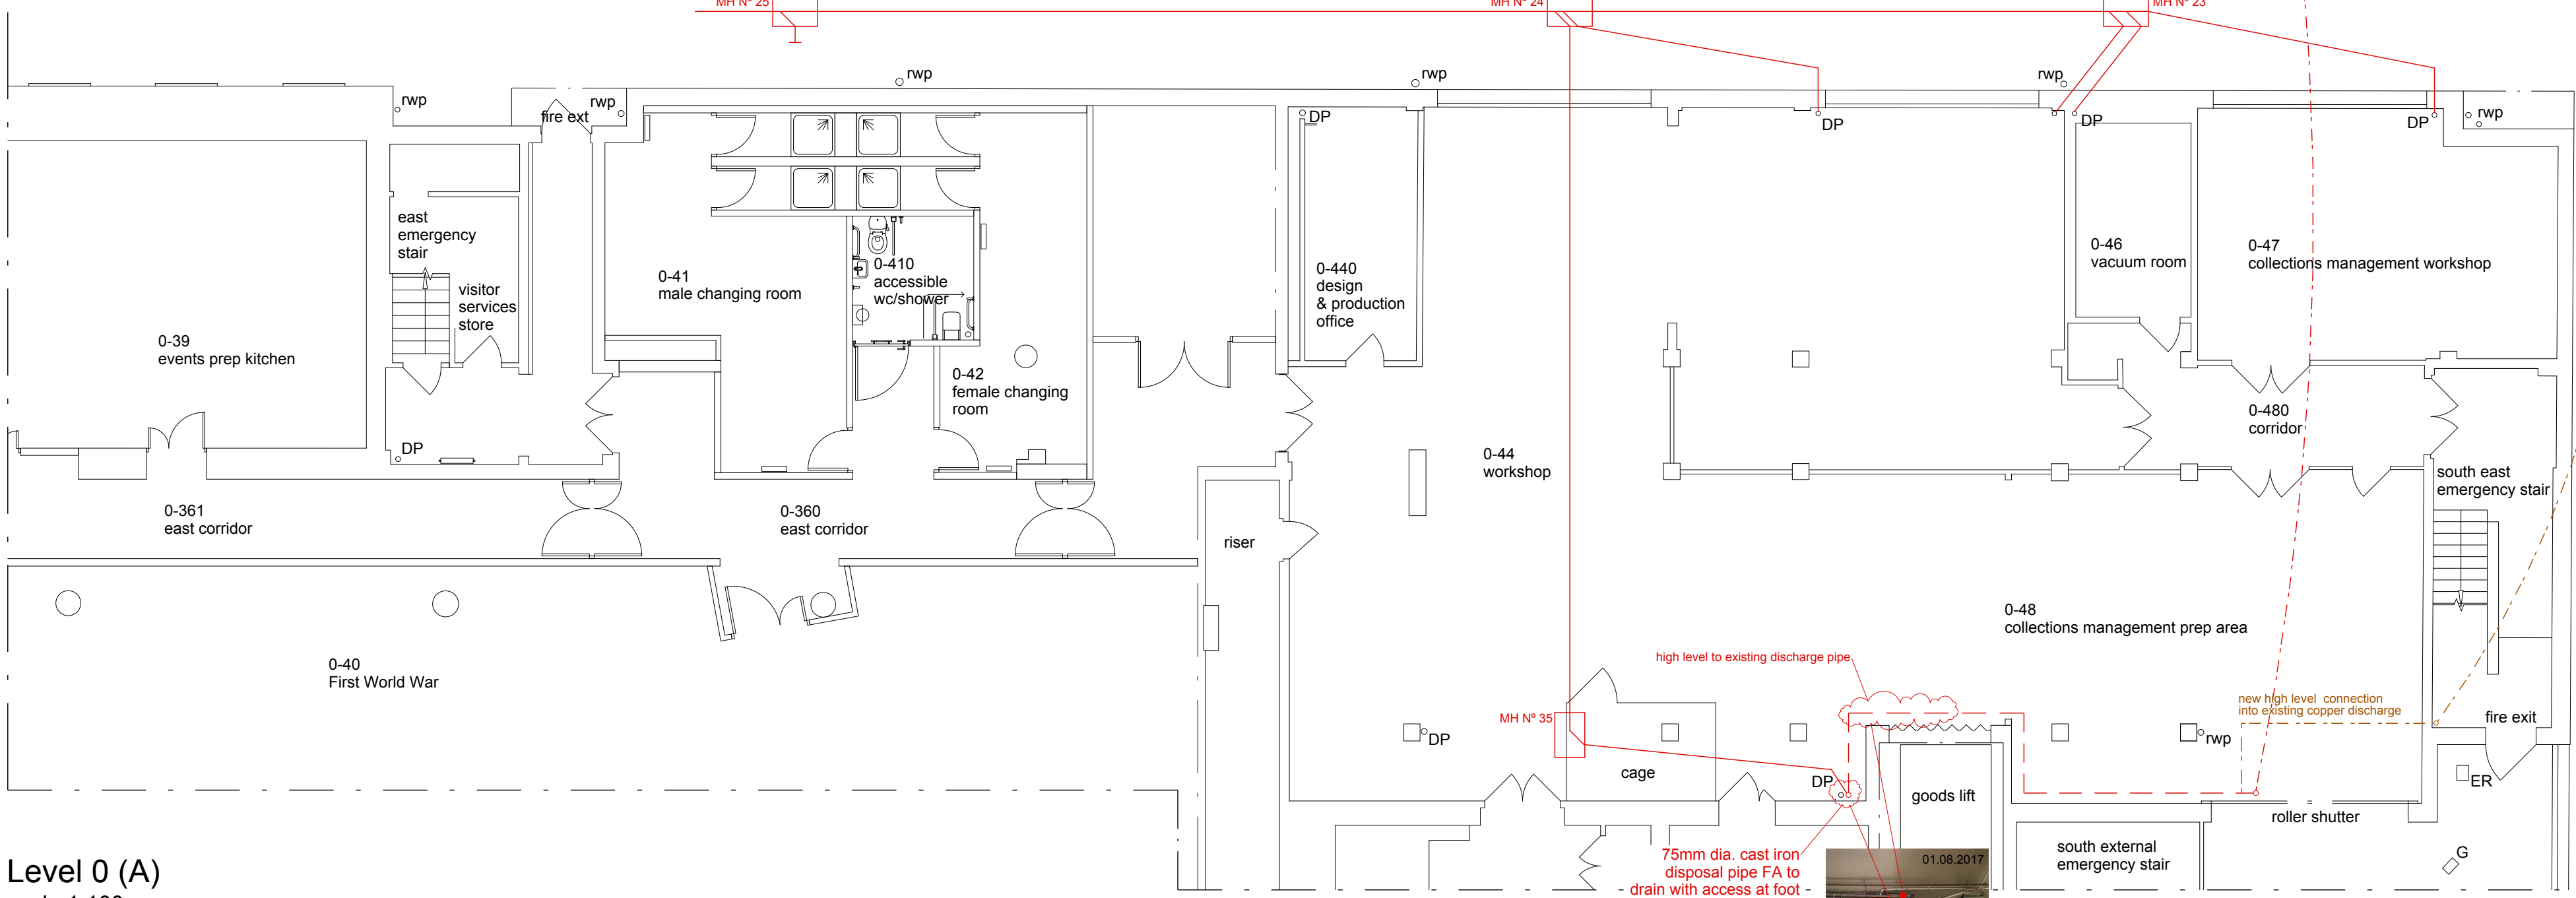 MH Nº 25
MH Nº 24
MH Nº 23
rwp
rwp
rwp
rwp
rwp
rwp
fire ext
DP
DP
DP
DP
east
emergency
stair
visitor
services
store
0-39
events prep kitchen
0-41
male changing room
0-410
accessible
wc/shower
0-42
female changing
room
0-440
design
& production
office
0-46
vacuum room
0-47
collections management workshop
0-480
corridor
DP
0-361
east corridor
0-360
east corridor
riser
0-44
workshop
south east
emergency stair
0-40
First World War
0-48
collections management prep area
high level to existing discharge pipe
new high level connection
into existing copper discharge
MH Nº 35
DP
cage
DP
goods lift
rwp
fire exit
ER
roller shutter
south external
emergency stair
G
75mm dia. cast iron
disposal pipe FA to
drain with access at foot
01.08.2017
Level 0 (A)